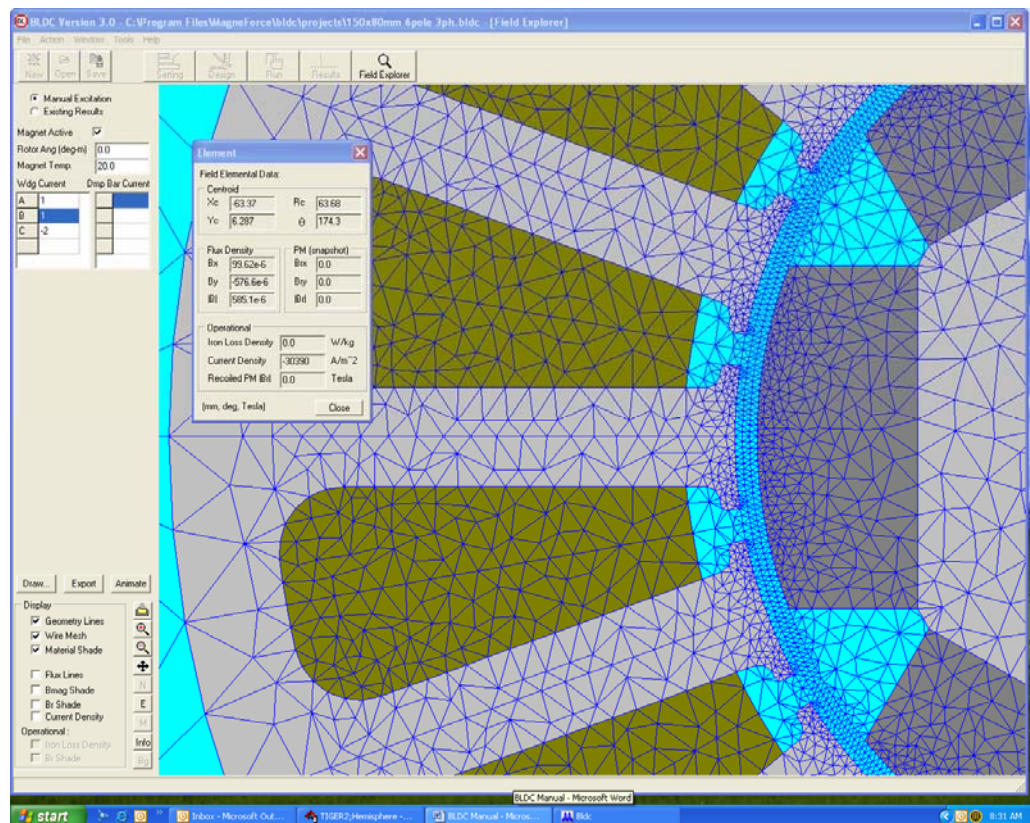 BLDC Version 3.0 - C:\Program Files\MagneForce\bldc\projects\150x80mm 6pole 3ph.bldc - [Field Explorer]
File Action Window Tools Help
New Open Save Setting Design Run Results Field Explorer
Manual Excitation
Existing Results
Magnet Active
Rotor Ang (deg-m) 0.0
Magnet Temp. 20.0
Wdg Current Dmp Bar Current
A 1
B 1
C -2
Element
Field Elemental Data:
Centroid
Xc -63.37 Rc 63.68
Yc 6.287 θ 174.3
Flux Density PM (snapshot)
Bx 99.62e-6 Brx 0.0
By -576.6e-6 Bry 0.0
|B| 585.1e-6 |Br| 0.0
Operational
Iron Loss Density 0.0 W/kg
Current Density -30390 A/m^2
Recoiled PM |Br| 0.0 Tesla
(mm, deg, Tesla) Close
Draw... Export Animate
Display
Geometry Lines
Wire Mesh
Material Shade
N
Flux Lines
Bmag Shade
E
Br Shade
Current Density
M
Operational :
Iron Loss Density
Info
Br Shade
Bg
BLDC Manual - Microsoft Word
start
Inbox - Microsoft Out...
TIGER2;Hemisphere -...
BLDC Manual - Micros...
Bldc
8:31 AM